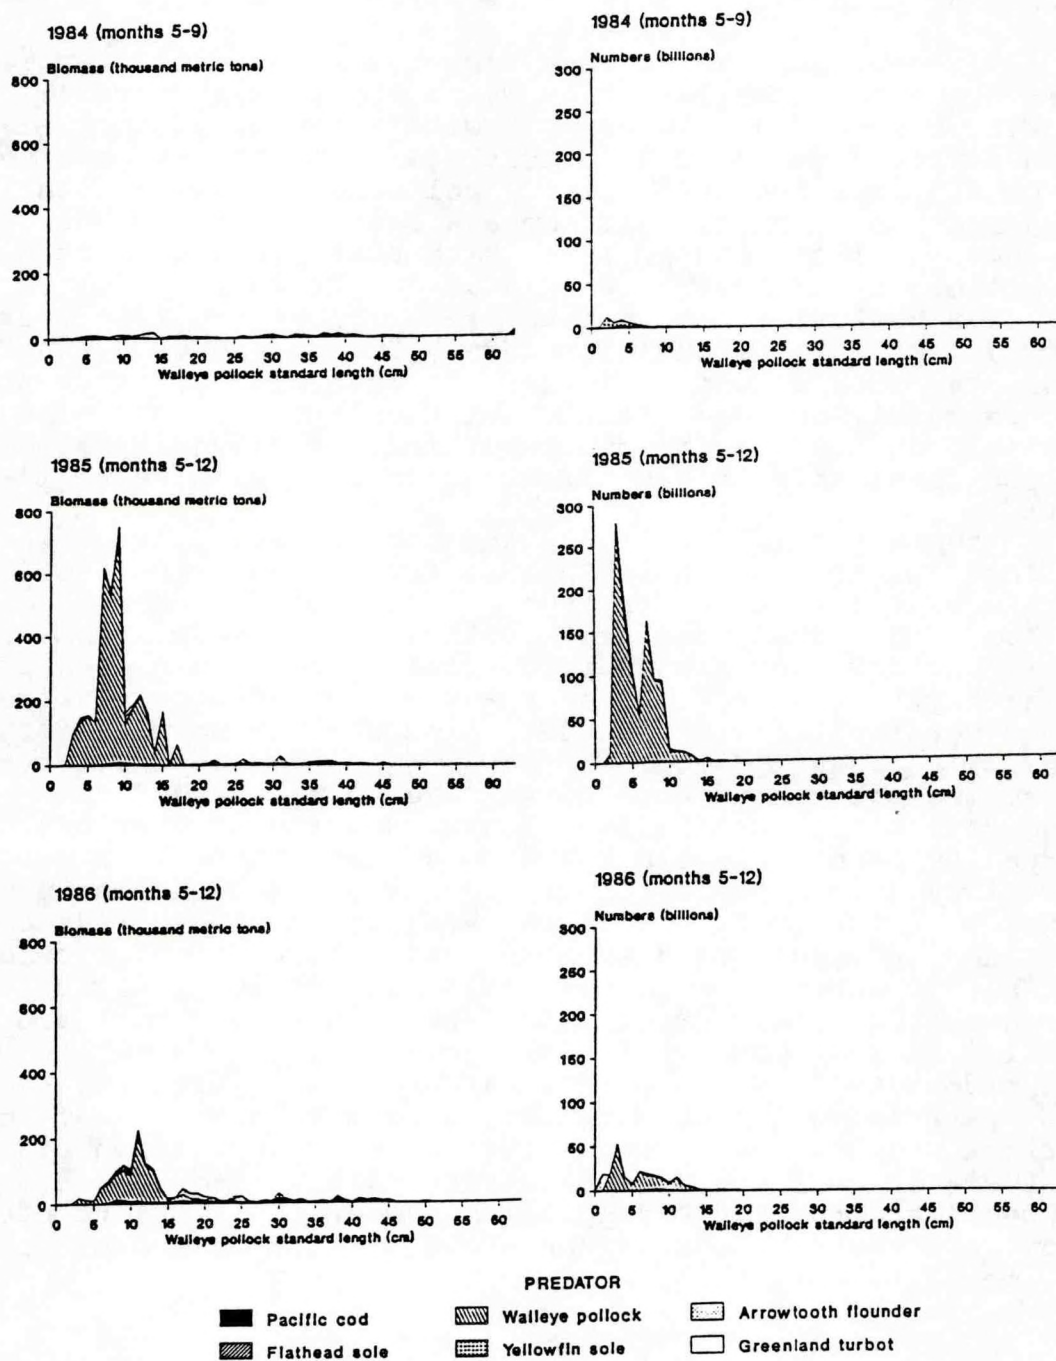 1984 (months 5-9)
Biomass (thousand metric tons)
800
600
400
200
0
0 5 10 15 20 25 30 35 40 45 50 55 60
Walleye pollock standard length (cm)
1984 (months 5-9)
Numbers (billions)
300
250
200
150
100
50
0
0 5 10 15 20 25 30 35 40 45 50 55 60
Walleye pollock standard length (cm)
1985 (months 5-12)
Biomass (thousand metric tons)
800
600
400
200
0
0 5 10 15 20 25 30 35 40 45 50 55 60
Walleye pollock standard length (cm)
1985 (months 5-12)
Numbers (billions)
300
250
200
150
100
50
0
0 5 10 15 20 25 30 35 40 45 50 55 60
Walleye pollock standard length (cm)
1986 (months 5-12)
Biomass (thousand metric tons)
800
600
400
200
0
0 5 10 15 20 25 30 35 40 45 50 55 60
Walleye pollock standard length (cm)
1986 (months 5-12)
Numbers (billions)
300
250
200
150
100
50
0
0 5 10 15 20 25 30 35 40 45 50 55 60
Walleye pollock standard length (cm)
PREDATOR
Pacific cod Walleye pollock Arrowtooth flounder
Flathead sole Yellowfin sole Greenland turbot